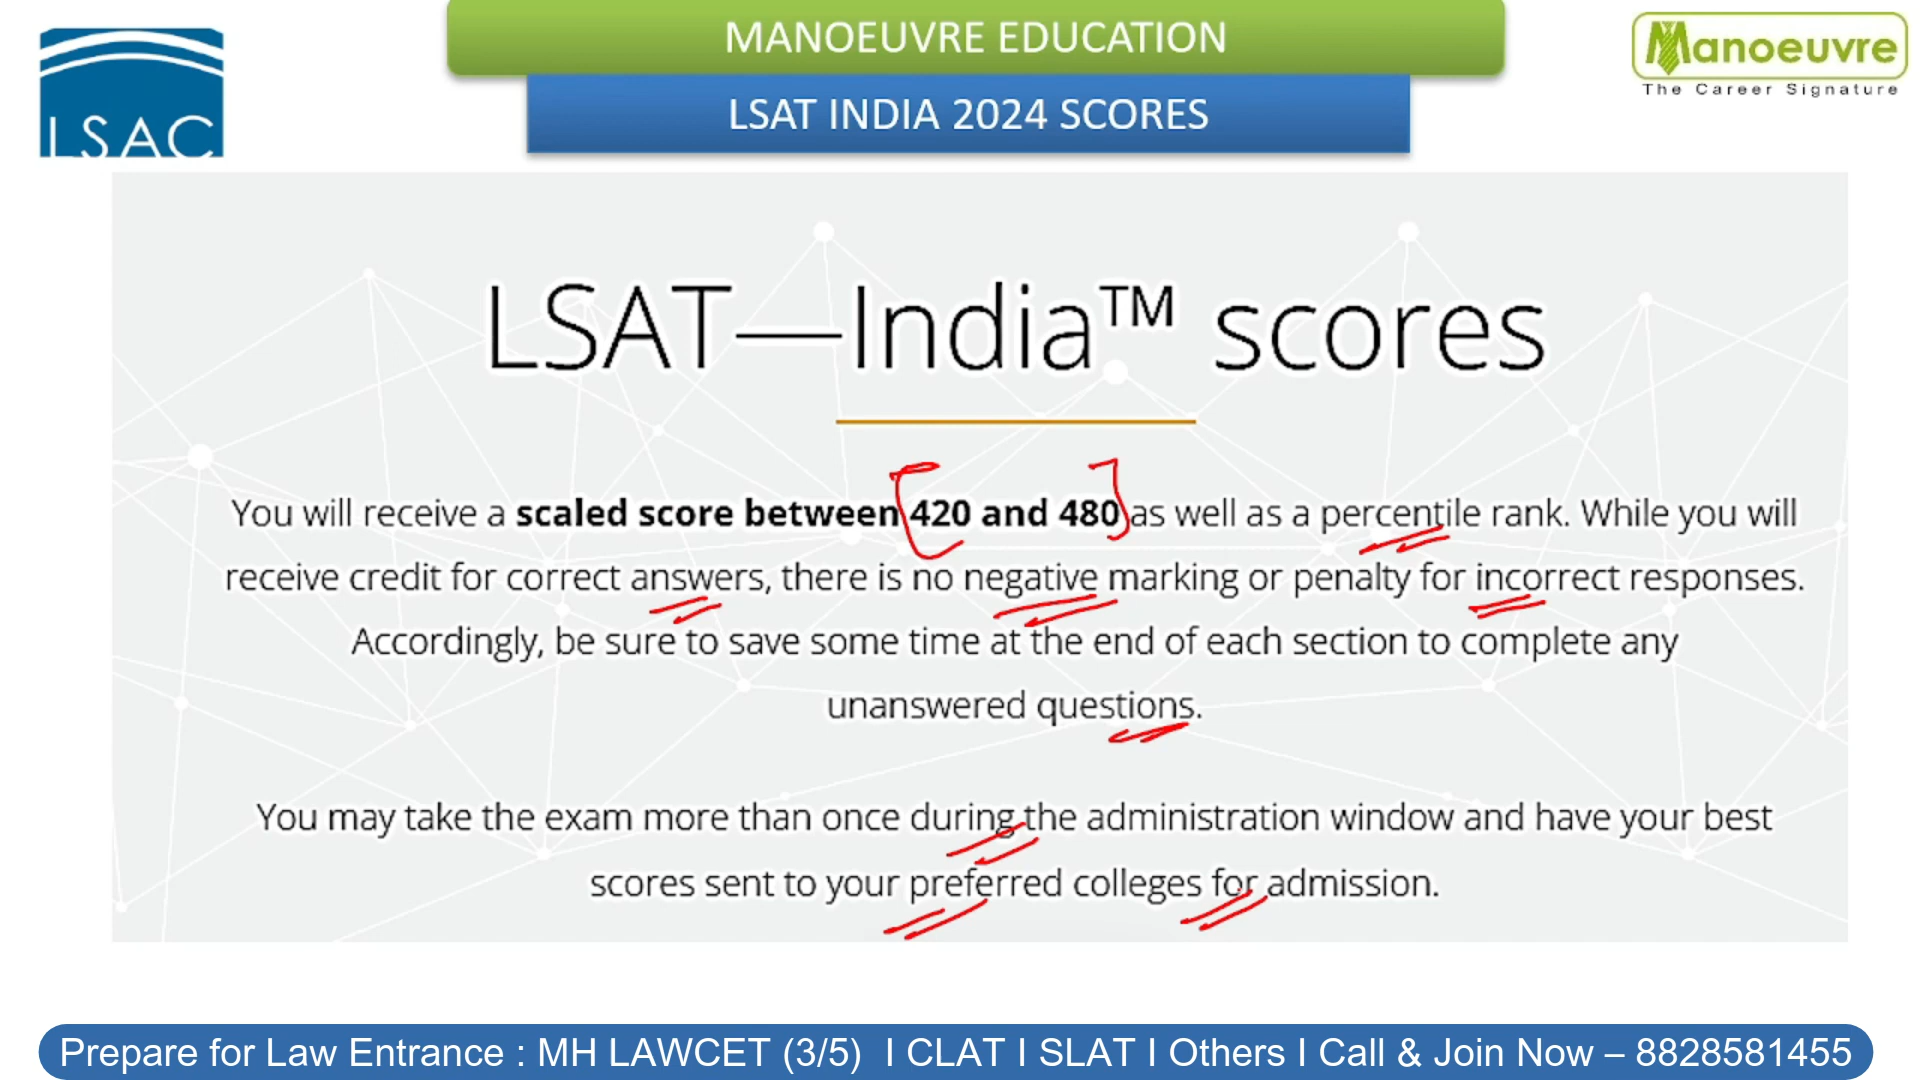 LSAC
MANOEUVRE EDUCATION
LSAT INDIA 2024 SCORES
Manoeuvre
The Career Signature
LSAT—India™ scores
You will receive a scaled score between 420 and 480 as well as a percentile rank. While you will
receive credit for correct answers, there is no negative marking or penalty for incorrect responses.
Accordingly, be sure to save some time at the end of each section to complete any
unanswered questions.
You may take the exam more than once during the administration window and have your best
scores sent to your preferred colleges for admission.
Prepare for Law Entrance : MH LAWCET (3/5) I CLAT I SLAT I Others I Call & Join Now – 8828581455